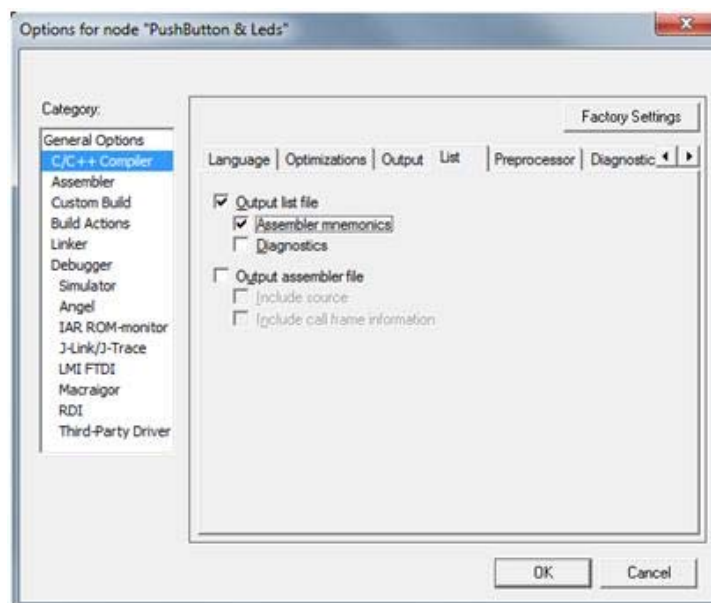 Options for node "PushButton & Leds"
Category:
General Options
C/C++ Compiler
Assembler
Custom Build
Build Actions
Linker
Debugger
Simulator
Angel
IAR ROM-monitor
J-Link/J-Trace
LMI FTDI
Macraigor
RDI
Third-Party Driver
Factory Settings
Language Optimizations Output List Preprocessor Diagnostic
Output list file
Assembler mnemonics
Diagnostics
Output assembler file
Include source
Include call frame information
OK Cancel